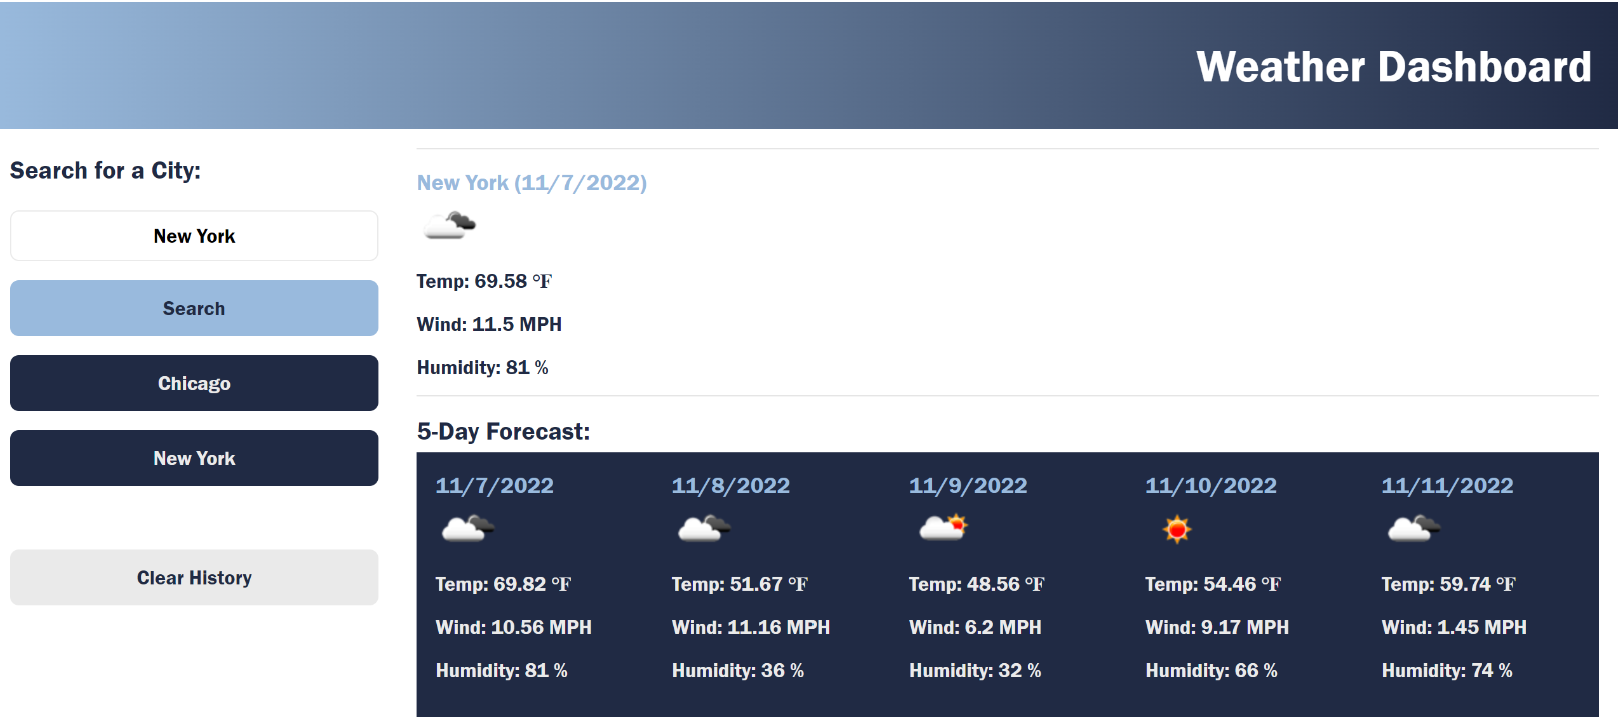 Weather Dashboard
Search for a City:
New York
Search
Chicago
New York
Clear History
New York (11/7/2022)
Temp: 69.58 °F
Wind: 11.5 MPH
Humidity: 81 %
5-Day Forecast:
11/7/2022
Temp: 69.82 °F
Wind: 10.56 MPH
Humidity: 81 %
11/8/2022
Temp: 51.67 °F
Wind: 11.16 MPH
Humidity: 36 %
11/9/2022
Temp: 48.56 °F
Wind: 6.2 MPH
Humidity: 32 %
11/10/2022
Temp: 54.46 °F
Wind: 9.17 MPH
Humidity: 66 %
11/11/2022
Temp: 59.74 °F
Wind: 1.45 MPH
Humidity: 74 %